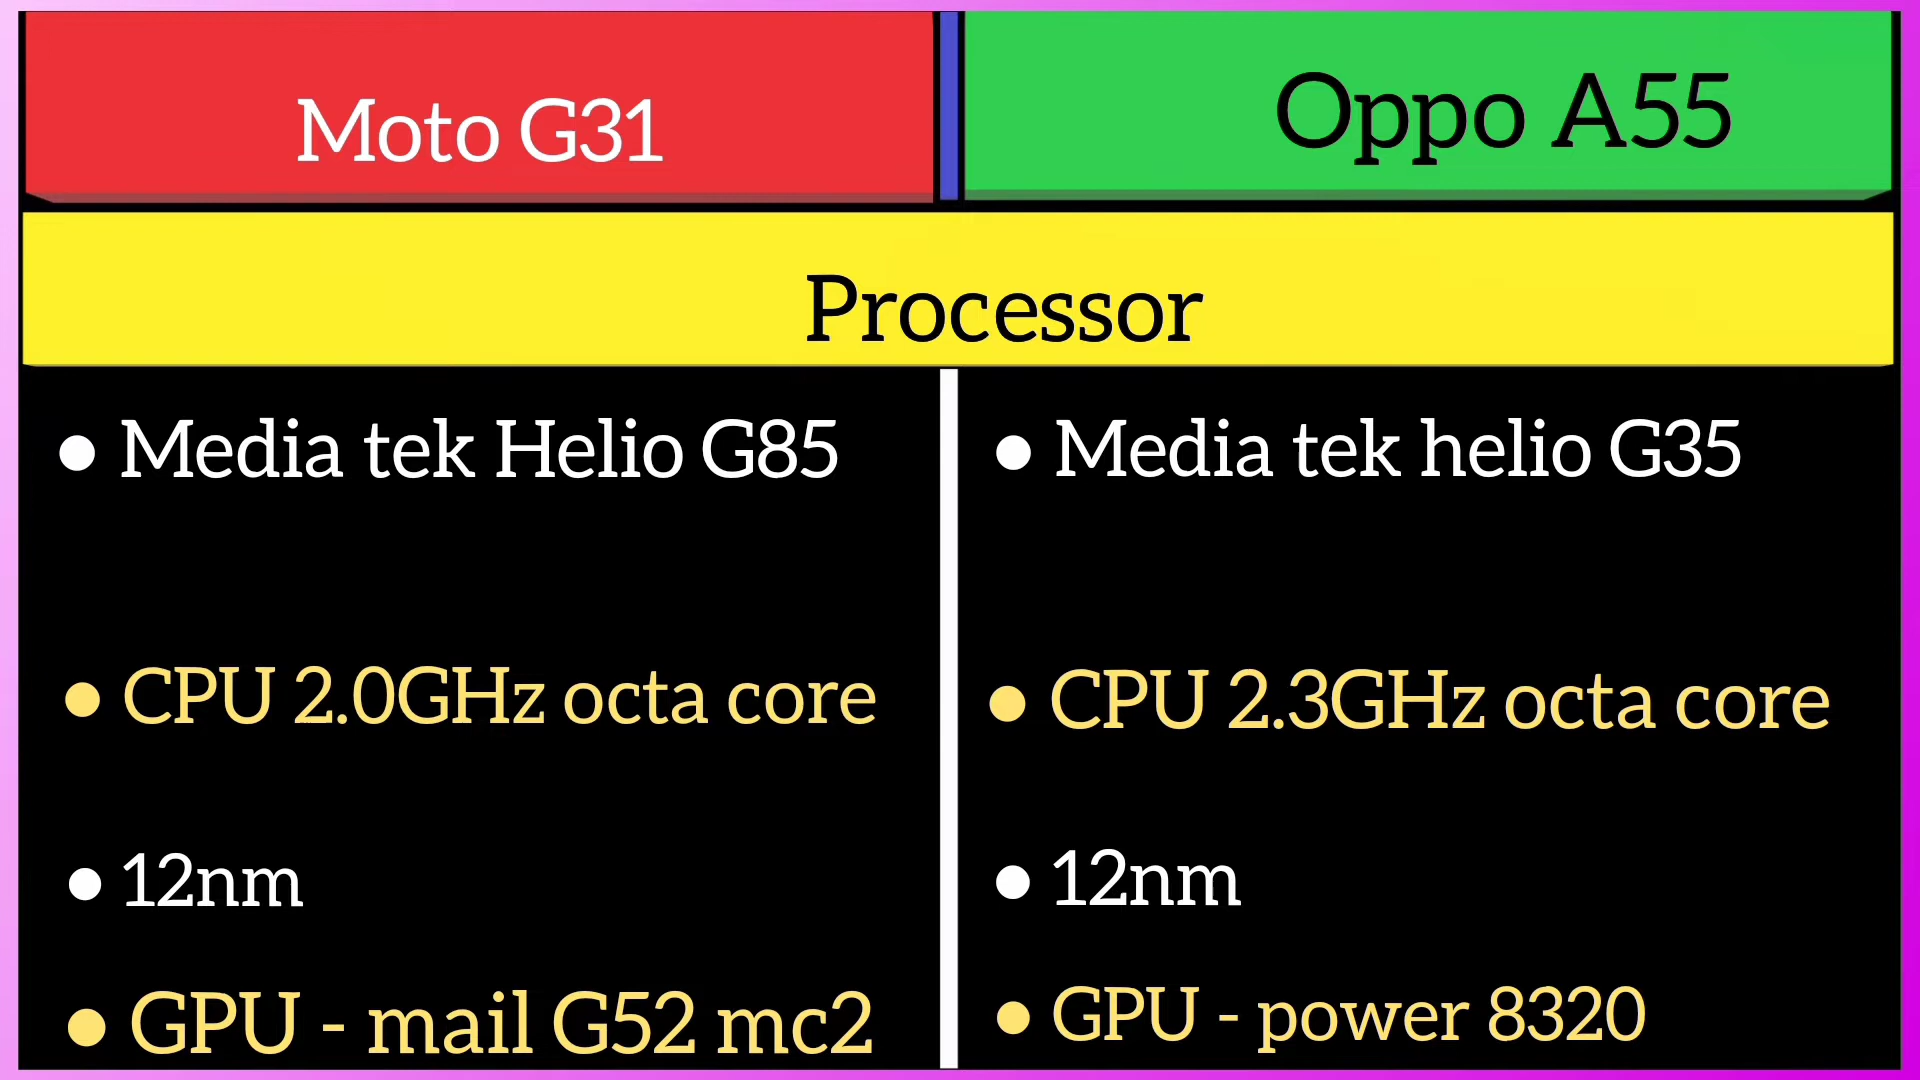 Moto G31
Oppo A55
Processor
● Media tek Helio G85
● Media tek helio G35
● CPU 2.0GHz octa core
● CPU 2.3GHz octa core
● 12nm
● 12nm
● GPU - mail G52 mc2
● GPU - power 8320